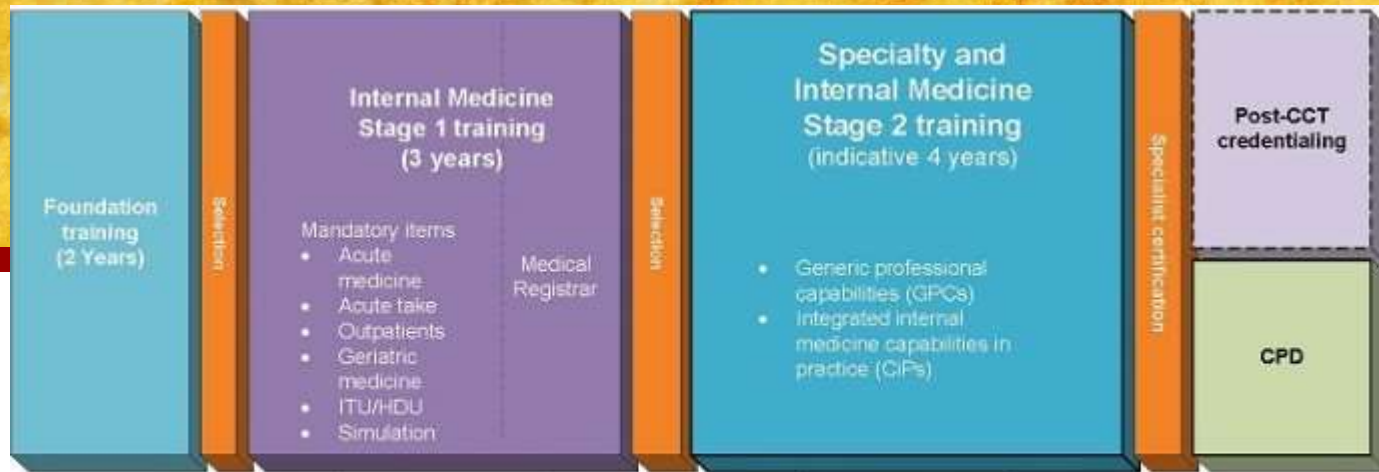 Foundation
training
(2 Years)
Selection
Internal Medicine
Stage 1 training
(3 years)
Mandatory items
• Acute
medicine
• Acute take
• Outpatients
• Geriatric
medicine
• ITU/HDU
• Simulation
Medical
Registrar
Selection
Specialty and
Internal Medicine
Stage 2 training
(indicative 4 years)
• Generic professional
capabilities (GPCs)
• Integrated internal
medicine capabilities in
practice (CiPs)
Specialist certification
Post-CCT
credentialing
CPD